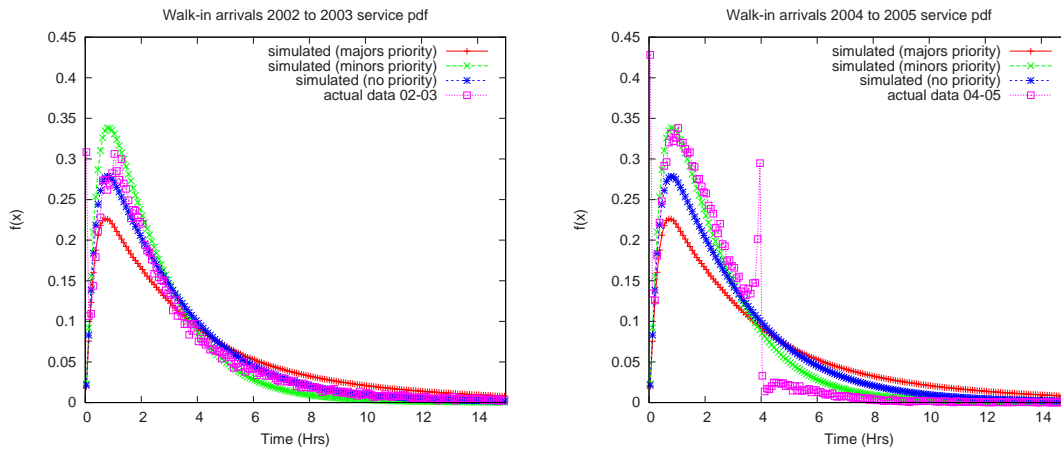 Walk-in arrivals 2002 to 2003 service pdf
0.45
0.4
0.35
0.3
0.25
0.2
0.15
0.1
0.05
0
f(x)
simulated (majors priority)
simulated (minors priority)
simulated (no priority)
actual data 02-03
0 2 4 6 8 10 12 14
Time (Hrs)
Walk-in arrivals 2004 to 2005 service pdf
0.45
0.4
0.35
0.3
0.25
0.2
0.15
0.1
0.05
0
f(x)
simulated (majors priority)
simulated (minors priority)
simulated (no priority)
actual data 04-05
0 2 4 6 8 10 12 14
Time (Hrs)